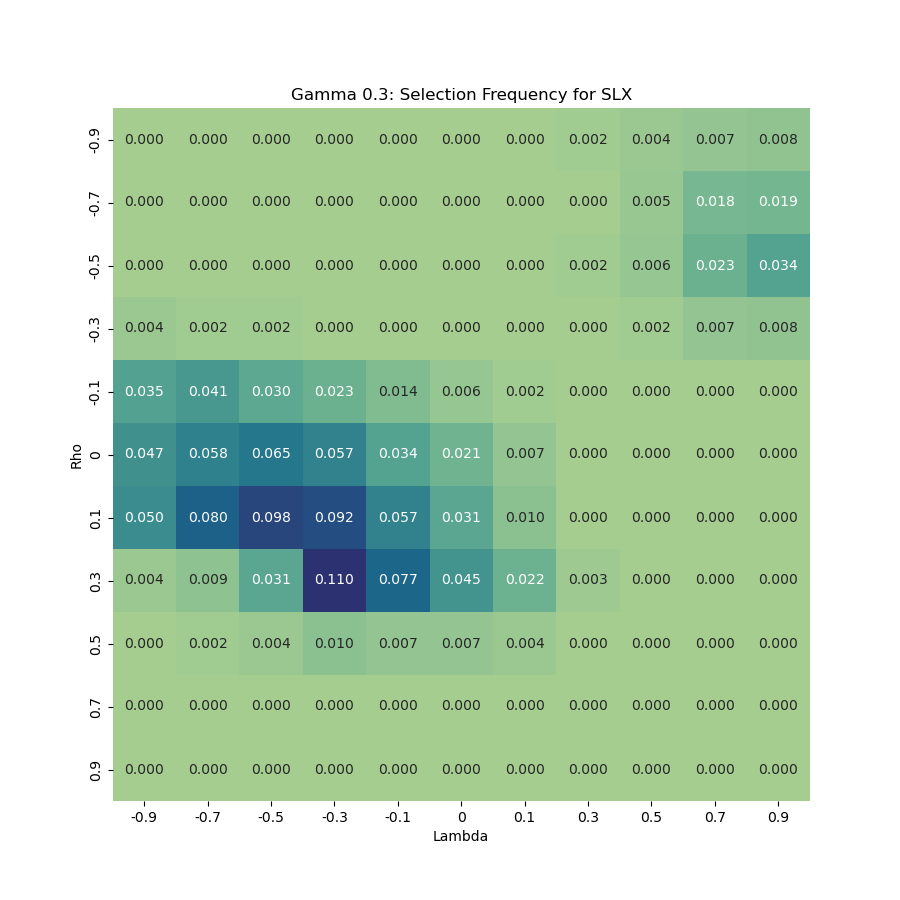 Gamma 0.3: Selection Frequency for SLX
-0.9 0.000 0.000 0.000 0.000 0.000 0.000 0.000 0.002 0.004 0.007 0.008
-0.7 0.000 0.000 0.000 0.000 0.000 0.000 0.000 0.000 0.005 0.018 0.019
-0.5 0.000 0.000 0.000 0.000 0.000 0.000 0.000 0.002 0.006 0.023 0.034
-0.3 0.004 0.002 0.002 0.000 0.000 0.000 0.000 0.000 0.002 0.007 0.008
-0.1 0.035 0.041 0.030 0.023 0.014 0.006 0.002 0.000 0.000 0.000 0.000
Rho
0 0.047 0.058 0.065 0.057 0.034 0.021 0.007 0.000 0.000 0.000 0.000
0.1 0.050 0.080 0.098 0.092 0.057 0.031 0.010 0.000 0.000 0.000 0.000
0.3 0.004 0.009 0.031 0.110 0.077 0.045 0.022 0.003 0.000 0.000 0.000
0.5 0.000 0.002 0.004 0.010 0.007 0.007 0.004 0.000 0.000 0.000 0.000
0.7 0.000 0.000 0.000 0.000 0.000 0.000 0.000 0.000 0.000 0.000 0.000
0.9 0.000 0.000 0.000 0.000 0.000 0.000 0.000 0.000 0.000 0.000 0.000
-0.9 -0.7 -0.5 -0.3 -0.1 0 0.1 0.3 0.5 0.7 0.9
Lambda